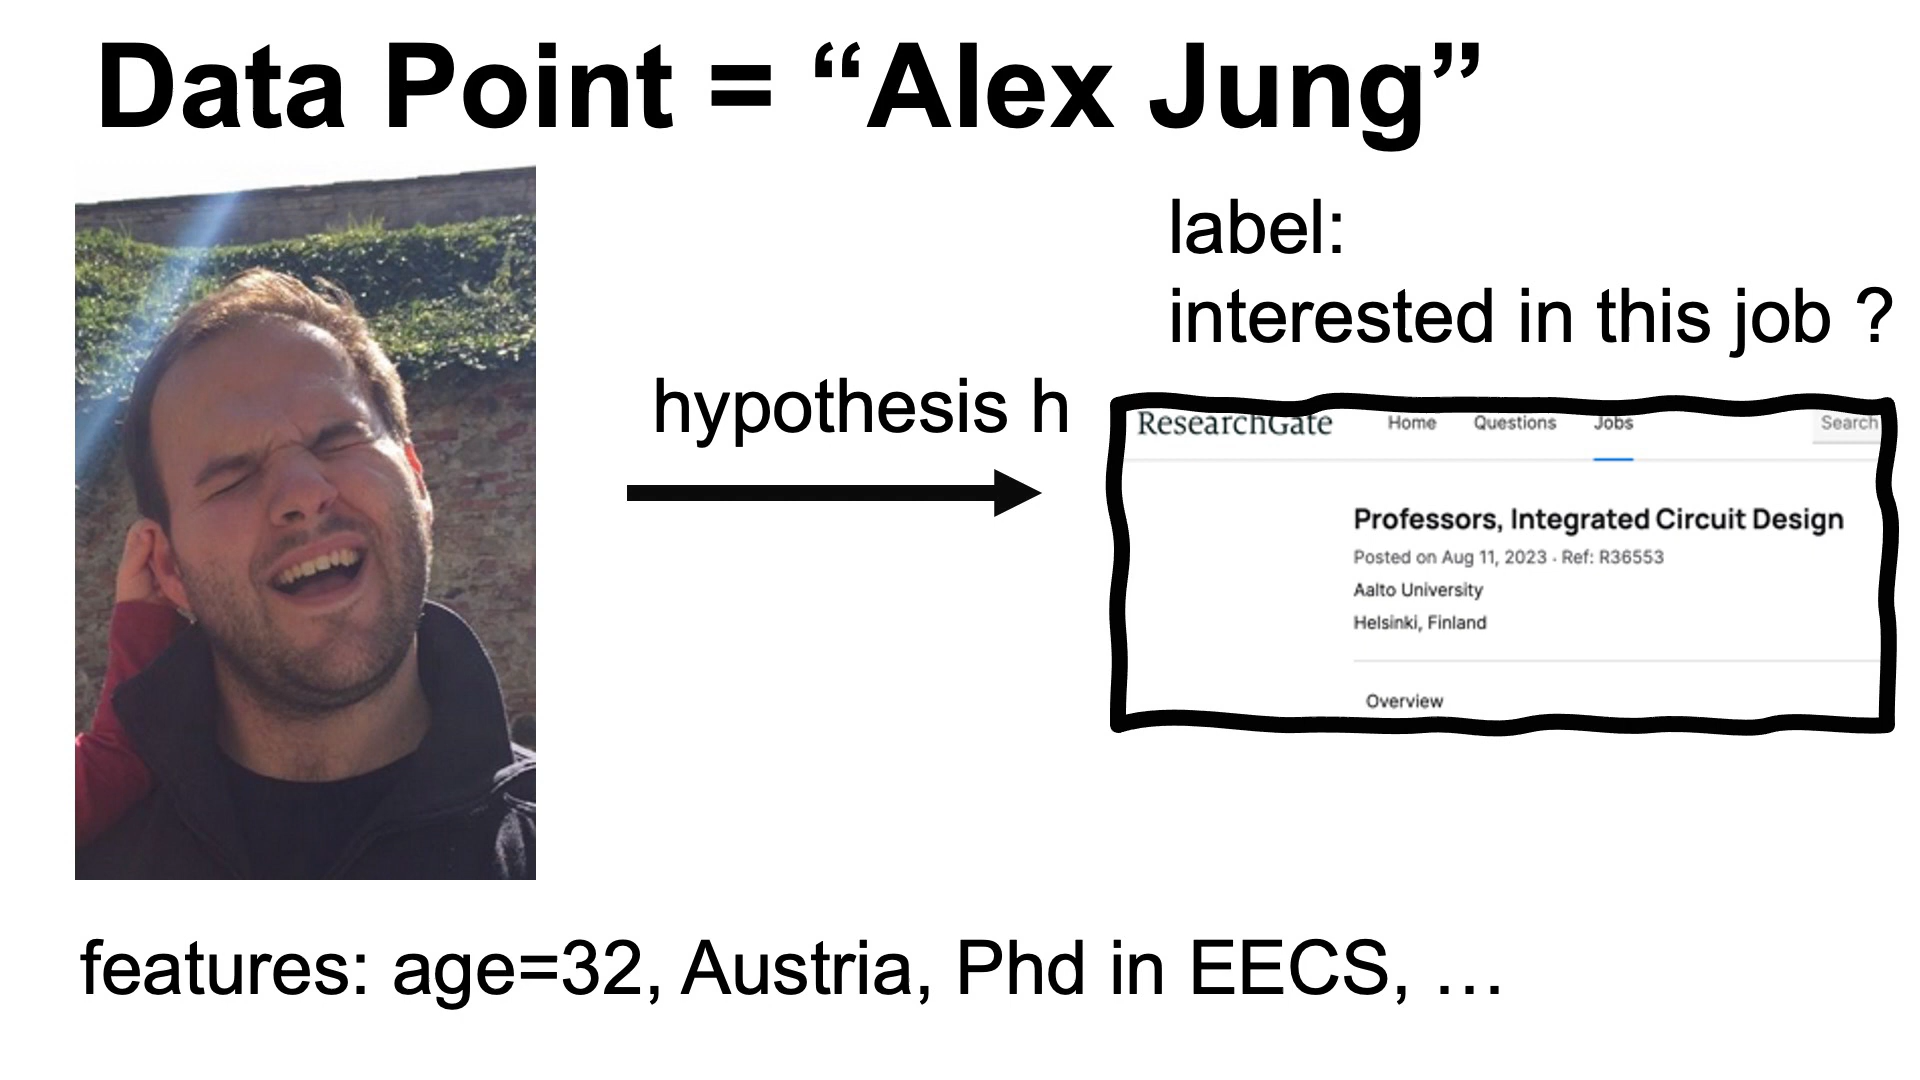 Data Point = “Alex Jung”
label:
interested in this job ?
hypothesis h
ResearchGate Home Questions Jobs Search
Professors, Integrated Circuit Design
Posted on Aug 11, 2023 · Ref: R36553
Aalto University
Helsinki, Finland
Overview
features: age=32, Austria, Phd in EECS, …